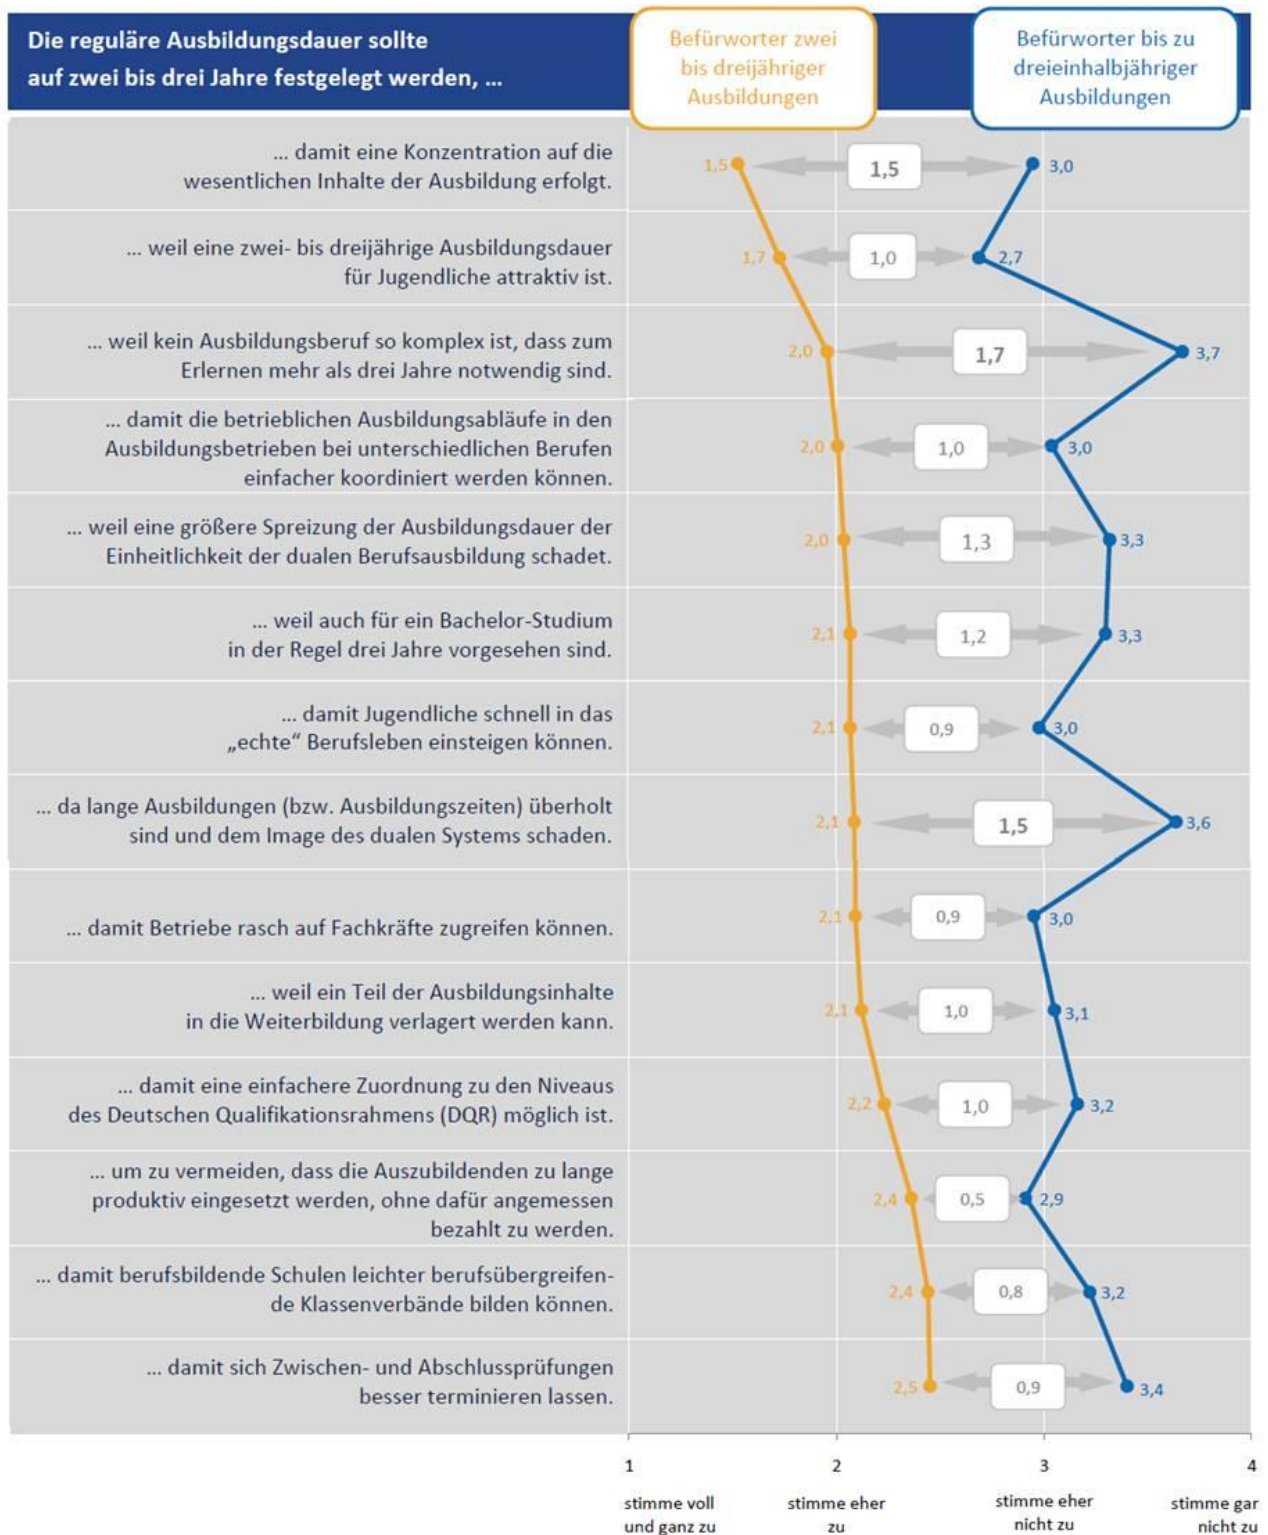 Die reguläre Ausbildungsdauer sollte
auf zwei bis drei Jahre festgelegt werden, ...
Befürworter zwei
bis dreijähriger
Ausbildungen
Befürworter bis zu
dreieinhalbjähriger
Ausbildungen
... damit eine Konzentration auf die
wesentlichen Inhalte der Ausbildung erfolgt.
1,5
1,5
3,0
... weil eine zwei- bis dreijährige Ausbildungsdauer
für Jugendliche attraktiv ist.
1,7
1,0
2,7
... weil kein Ausbildungsberuf so komplex ist, dass zum
Erlernen mehr als drei Jahre notwendig sind.
2,0
1,7
3,7
... damit die betrieblichen Ausbildungsabläufe in den
Ausbildungsbetrieben bei unterschiedlichen Berufen
einfacher koordiniert werden können.
2,0
1,0
3,0
... weil eine größere Spreizung der Ausbildungsdauer der
Einheitlichkeit der dualen Berufsausbildung schadet.
2,0
1,3
3,3
... weil auch für ein Bachelor-Studium
in der Regel drei Jahre vorgesehen sind.
2,1
1,2
3,3
... damit Jugendliche schnell in das
„echte“ Berufsleben einsteigen können.
2,1
0,9
3,0
... da lange Ausbildungen (bzw. Ausbildungszeiten) überholt
sind und dem Image des dualen Systems schaden.
2,1
1,5
3,6
... damit Betriebe rasch auf Fachkräfte zugreifen können.
2,1
0,9
3,0
... weil ein Teil der Ausbildungsinhalte
in die Weiterbildung verlagert werden kann.
2,1
1,0
3,1
... damit eine einfachere Zuordnung zu den Niveaus
des Deutschen Qualifikationsrahmens (DQR) möglich ist.
2,2
1,0
3,2
... um zu vermeiden, dass die Auszubildenden zu lange
produktiv eingesetzt werden, ohne dafür angemessen
bezahlt zu werden.
2,4
0,5
2,9
... damit berufsbildende Schulen leichter berufsübergreifen-
de Klassenverbände bilden können.
2,4
0,8
3,2
... damit sich Zwischen- und Abschlussprüfungen
besser terminieren lassen.
2,5
0,9
3,4
1
2
3
4
stimme voll
und ganz zu
stimme eher
zu
stimme eher
nicht zu
stimme gar
nicht zu